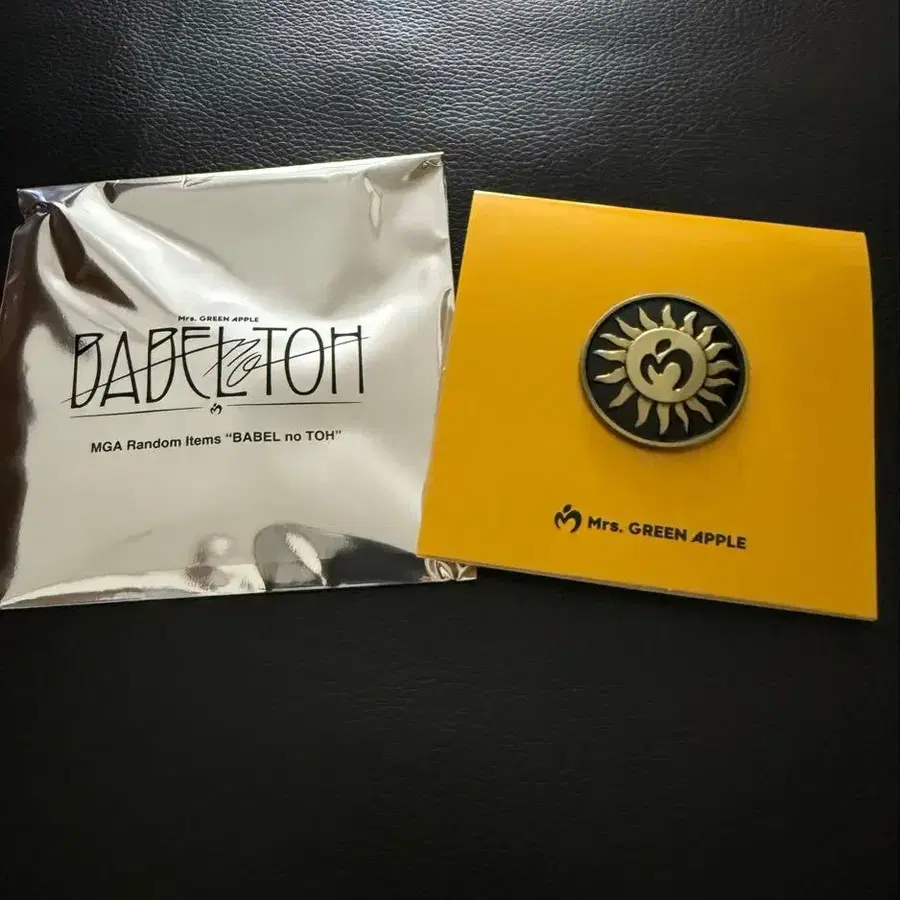 Mrs. GREEN APPLE
BABEL no TOH
MGA Random Items “BABEL no TOH”
Mrs. GREEN APPLE